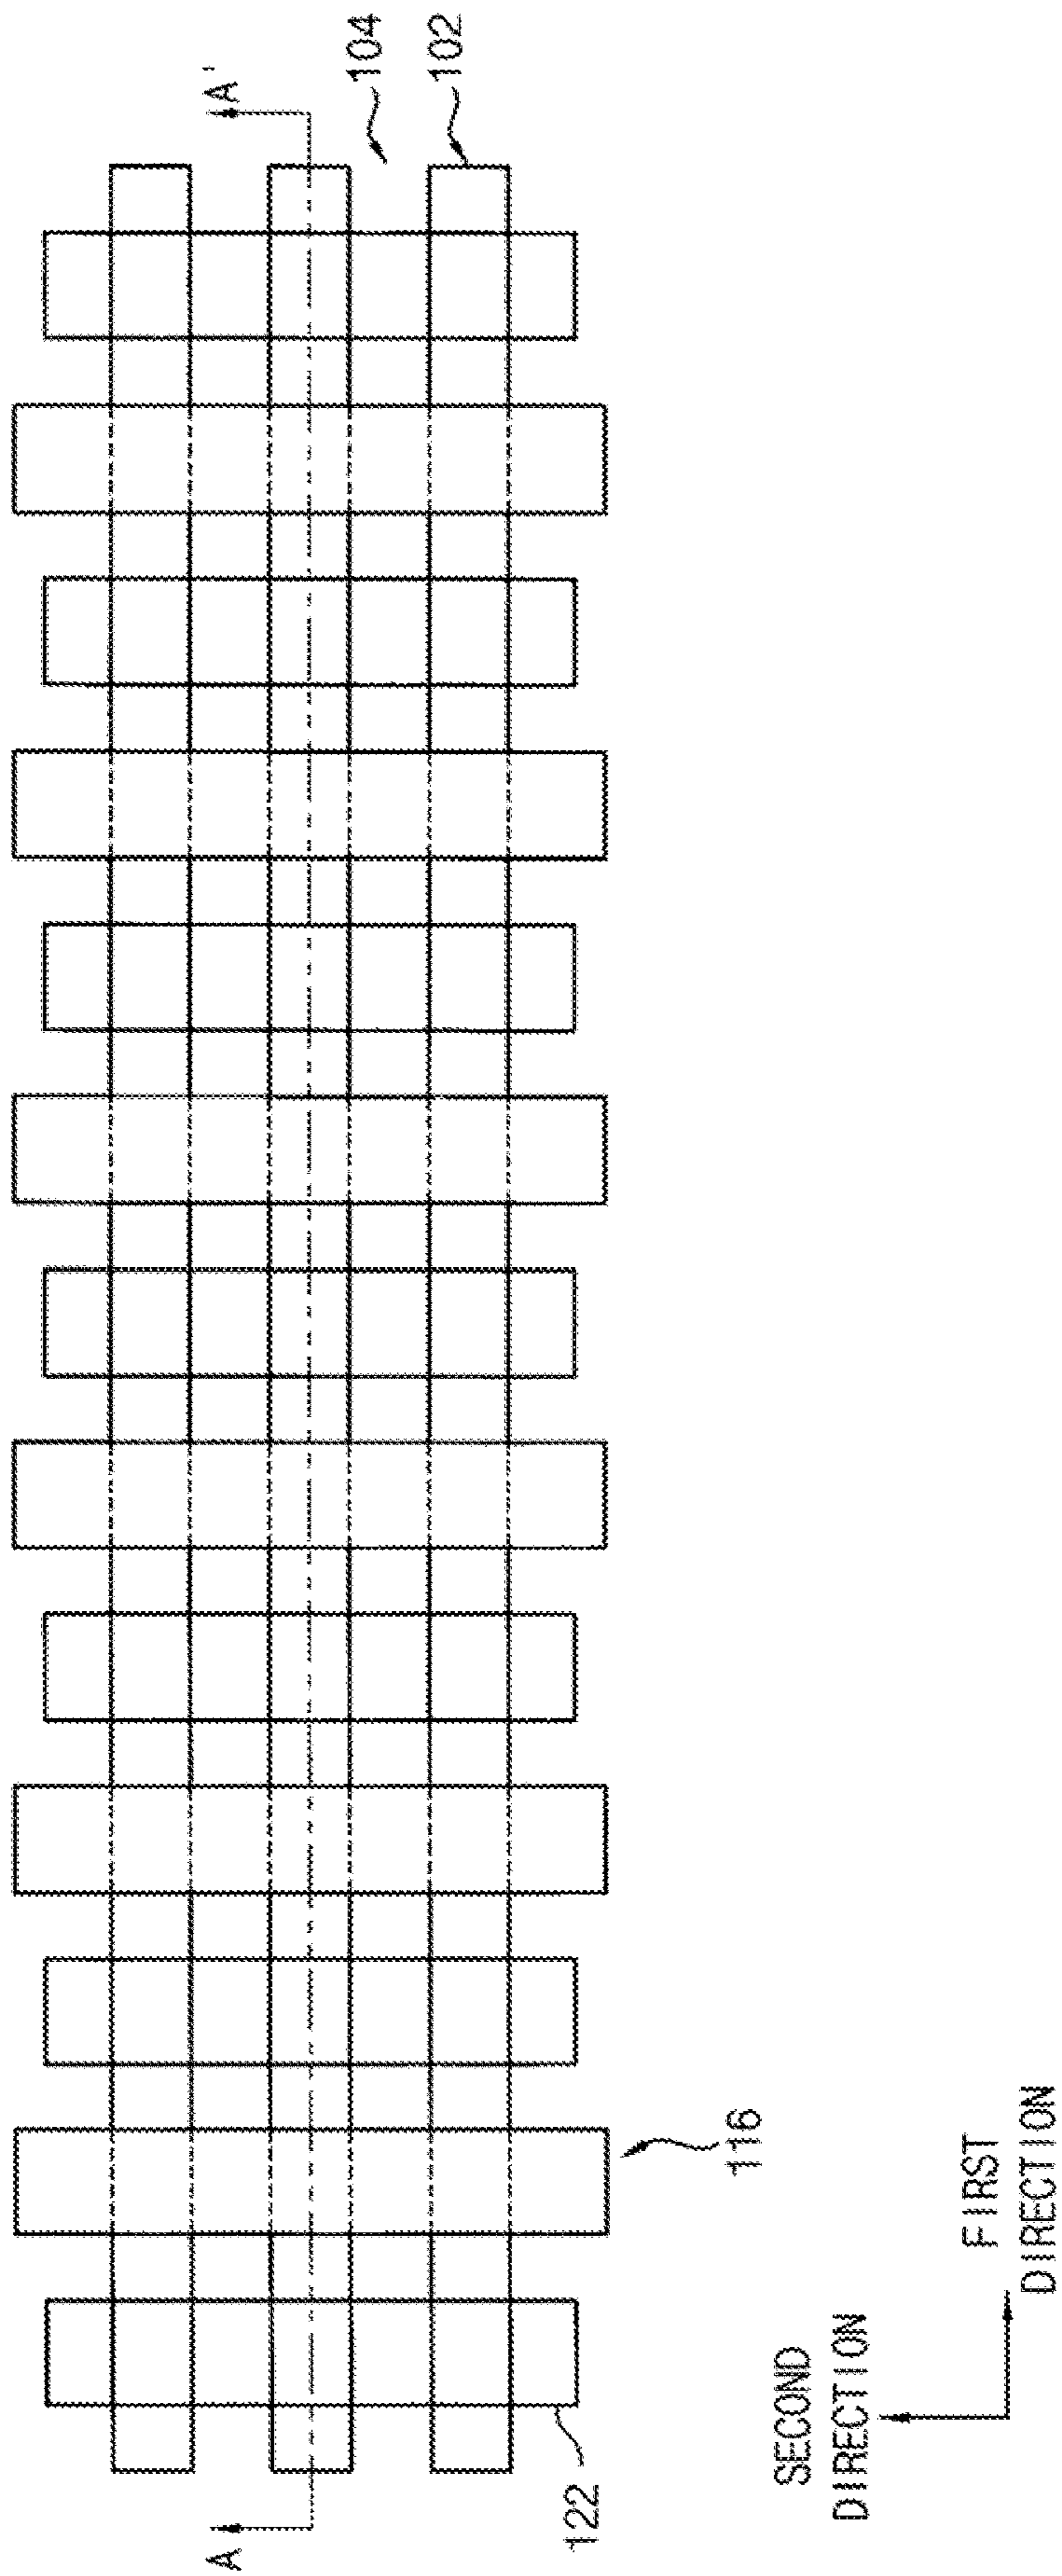 A
A'
104
102
122
116
SECOND
DIRECTION
FIRST
DIRECTION